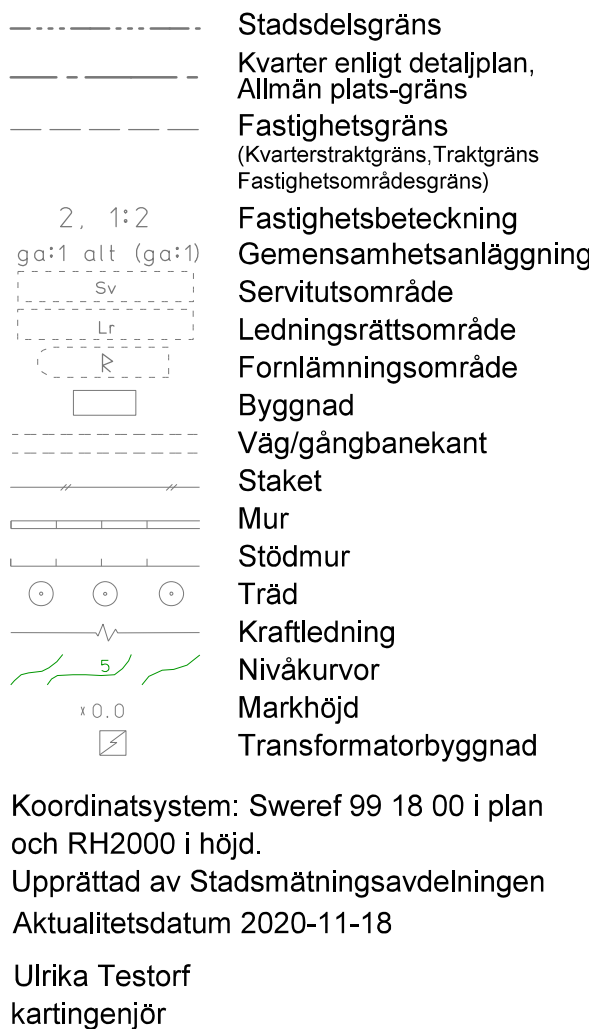 Stadsdelsgräns
Kvarter enligt detaljplan,
Allmän plats-gräns
Fastighetsgräns
(Kvarterstraktgräns,Traktgräns
Fastighetsområdesgräns)
2, 1:2 Fastighetsbeteckning
ga:1 alt (ga:1) Gemensamhetsanläggning
Sv Servitutsområde
Lr Ledningsrättsområde
R Fornlämningsområde
Byggnad
Väg/gångbanekant
Staket
Mur
Stödmur
Träd
Kraftledning
5 Nivåkurvor
x0.0 Markhöjd
Transformatorbyggnad
Koordinatsystem: Sweref 99 18 00 i plan
och RH2000 i höjd.
Upprättad av Stadsmätningsavdelningen
Aktualitetsdatum 2020-11-18
Ulrika Testorf
kartingenjör